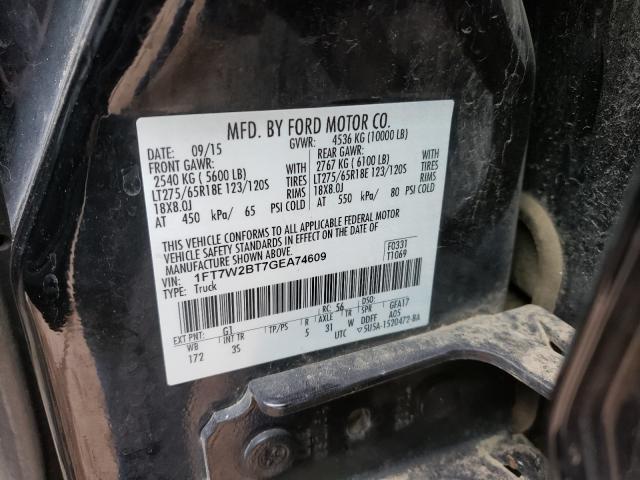 MFD. BY FORD MOTOR CO.
DATE: 09/15 GVWR: 4536 KG (10000 LB)
FRONT GAWR: REAR GAWR:
2540 KG ( 5600 LB) WITH 2767 KG ( 6100 LB) WITH
LT275/65R18E 123/120S TIRES LT275/65R18E 123/120S TIRES
18X8.0J RIMS 18X8.0J RIMS
AT 450 kPa/ 65 PSI COLD AT 550 kPa/ 80 PSI COLD
THIS VEHICLE CONFORMS TO ALL APPLICABLE FEDERAL MOTOR
VEHICLE SAFETY STANDARDS IN EFFECT ON THE DATE OF
MANUFACTURE SHOWN ABOVE.
VIN: 1FT7W2BT7GEA74609 F0331
TYPE: Truck T1069
EXT PNT: G1 RC: 56 DSO:
WB INT TR TP/PS R AXLE TR SPR GFA17
172 35 5 31 W DDFF A05
UTC 5U5A-1520472-BA